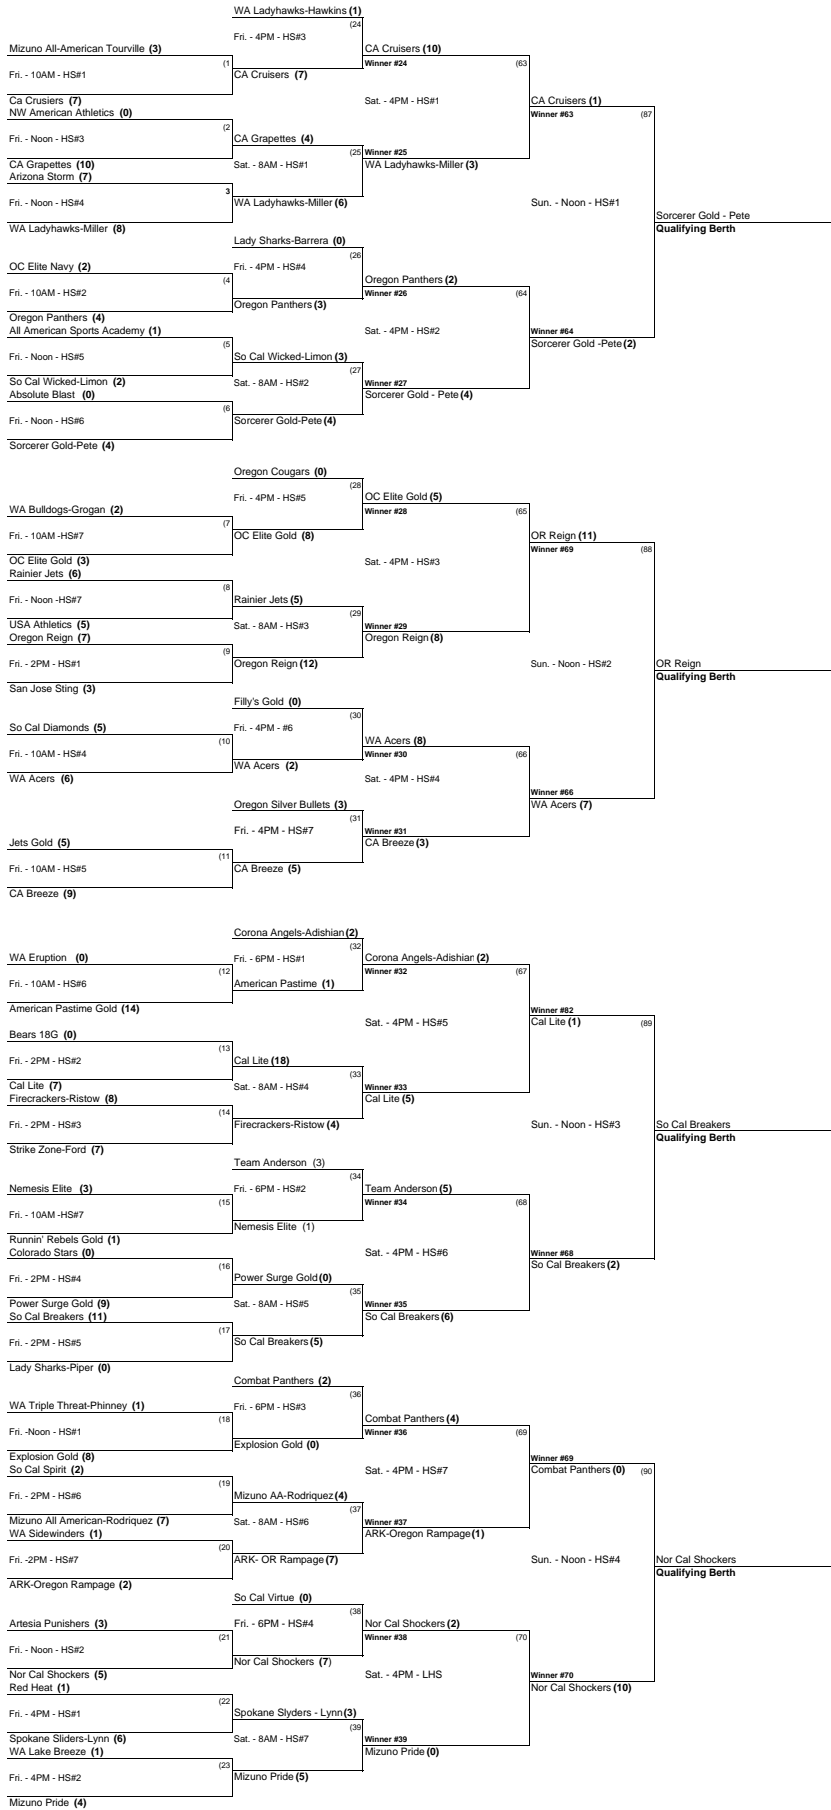 WA Ladyhawks-Hawkins (1)
(24
Fri. - 4PM - HS#3
Mizuno All-American Tourville (3)
CA Cruisers (10)
(1
Winner #24
(63
Fri. - 10AM - HS#1
CA Cruisers (7)
Ca Crusiers (7)
Sat. - 4PM - HS#1
CA Cruisers (1)
NW American Athletics (0)
Winner #63
(87
(2
Fri. - Noon - HS#3
CA Grapettes (4)
(25
Winner #25
CA Grapettes (10)
Sat. - 8AM - HS#1
WA Ladyhawks-Miller (3)
Arizona Storm (7)
3
Fri. - Noon - HS#4
WA Ladyhawks-Miller (6)
Sun. - Noon - HS#1
Sorcerer Gold - Pete
WA Ladyhawks-Miller (8)
Qualifying Berth
Lady Sharks-Barrera (0)
(26
OC Elite Navy (2)
Fri. - 4PM - HS#4
(4
Oregon Panthers (2)
Fri. - 10AM - HS#2
Winner #26
(64
Oregon Panthers (3)
Oregon Panthers (4)
All American Sports Academy (1)
Sat. - 4PM - HS#2
Winner #64
(5
Sorcerer Gold -Pete (2)
Fri. - Noon - HS#5
So Cal Wicked-Limon (3)
(27
So Cal Wicked-Limon (2)
Sat. - 8AM - HS#2
Winner #27
Absolute Blast (0)
Sorcerer Gold - Pete (4)
(6
Fri. - Noon - HS#6
Sorcerer Gold-Pete (4)
Sorcerer Gold-Pete (4)
Oregon Cougars (0)
(28
Fri. - 4PM - HS#5
OC Elite Gold (5)
WA Bulldogs-Grogan (2)
Winner #28
(65
(7
Fri. - 10AM -HS#7
OC Elite Gold (8)
OR Reign (11)
Winner #69
(88
OC Elite Gold (3)
Sat. - 4PM - HS#3
Rainier Jets (6)
(8
Fri. - Noon -HS#7
Rainier Jets (5)
(29
USA Athletics (5)
Sat. - 8AM - HS#3
Winner #29
Oregon Reign (7)
Oregon Reign (8)
(9
Fri. - 2PM - HS#1
Oregon Reign (12)
Sun. - Noon - HS#2
OR Reign
Qualifying Berth
San Jose Sting (3)
Filly's Gold (0)
(30
So Cal Diamonds (5)
Fri. - 4PM - #6
(10
WA Acers (8)
Fri. - 10AM - HS#4
Winner #30
(66
WA Acers (2)
WA Acers (6)
Sat. - 4PM - HS#4
Winner #66
Oregon Silver Bullets (3)
WA Acers (7)
(31
Fri. - 4PM - HS#7
Winner #31
Jets Gold (5)
CA Breeze (3)
(11
Fri. - 10AM - HS#5
CA Breeze (5)
CA Breeze (9)
Corona Angels-Adishian (2)
(32
WA Eruption (0)
Fri. - 6PM - HS#1
Corona Angels-Adishian (2)
(12
Winner #32
(67
Fri. - 10AM - HS#6
American Pastime (1)
American Pastime Gold (14)
Winner #82
Sat. - 4PM - HS#5
Cal Lite (1)
(89
Bears 18G (0)
(13
Fri. - 2PM - HS#2
Cal Lite (18)
(33
Cal Lite (7)
Sat. - 8AM - HS#4
Winner #33
Firecrackers-Ristow (8)
Cal Lite (5)
(14
Fri. - 2PM - HS#3
Firecrackers-Ristow (4)
Sun. - Noon - HS#3
So Cal Breakers
Qualifying Berth
Strike Zone-Ford (7)
Team Anderson (3)
(34
Nemesis Elite (3)
Fri. - 6PM - HS#2
Team Anderson (5)
(15
Winner #34
(68
Fri. - 10AM -HS#7
Nemesis Elite (1)
Runnin' Rebels Gold (1)
Colorado Stars (0)
Sat. - 4PM - HS#6
Winner #68
(16
So Cal Breakers (2)
Fri. - 2PM - HS#4
Power Surge Gold (0)
(35
Power Surge Gold (9)
Sat. - 8AM - HS#5
Winner #35
So Cal Breakers (11)
So Cal Breakers (6)
(17
Fri. - 2PM - HS#5
So Cal Breakers (5)
Lady Sharks-Piper (0)
Combat Panthers (2)
(36
WA Triple Threat-Phinney (1)
Fri. - 6PM - HS#3
(18
Combat Panthers (4)
Fri. -Noon - HS#1
Winner #36
(69
Explosion Gold (0)
Explosion Gold (8)
Winner #69
So Cal Spirit (2)
Sat. - 4PM - HS#7
Combat Panthers (0)
(90
(19
Fri. - 2PM - HS#6
Mizuno AA-Rodriquez (4)
(37
Mizuno All American-Rodriquez (7)
Sat. - 8AM - HS#6
Winner #37
WA Sidewinders (1)
ARK-Oregon Rampage (1)
(20
Fri. -2PM - HS#7
ARK- OR Rampage (7)
Sun. - Noon - HS#4
Nor Cal Shockers
Qualifying Berth
ARK-Oregon Rampage (2)
So Cal Virtue (0)
(38
Artesia Punishers (3)
Fri. - 6PM - HS#4
Nor Cal Shockers (2)
(21
Winner #38
(70
Fri. - Noon - HS#2
Nor Cal Shockers (7)
Nor Cal Shockers (5)
Sat. - 4PM - LHS
Winner #70
Red Heat (1)
Nor Cal Shockers (10)
(22
Fri. - 4PM - HS#1
Spokane Slyders - Lynn (3)
(39
Spokane Sliders-Lynn (6)
Sat. - 8AM - HS#7
Winner #39
WA Lake Breeze (1)
Mizuno Pride (0)
(23
Fri. - 4PM - HS#2
Mizuno Pride (5)
Mizuno Pride (4)